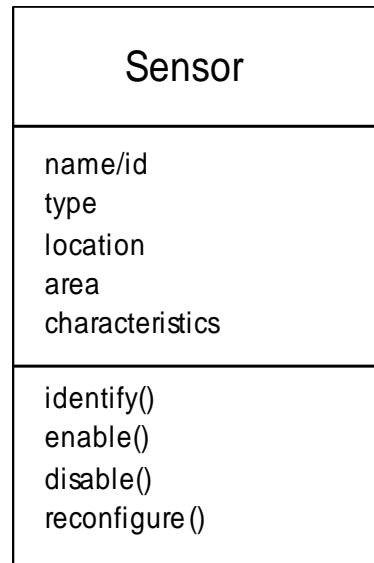 Sensor
name/id
type
location
area
characteristics
identify()
enable()
disable()
reconfigure()